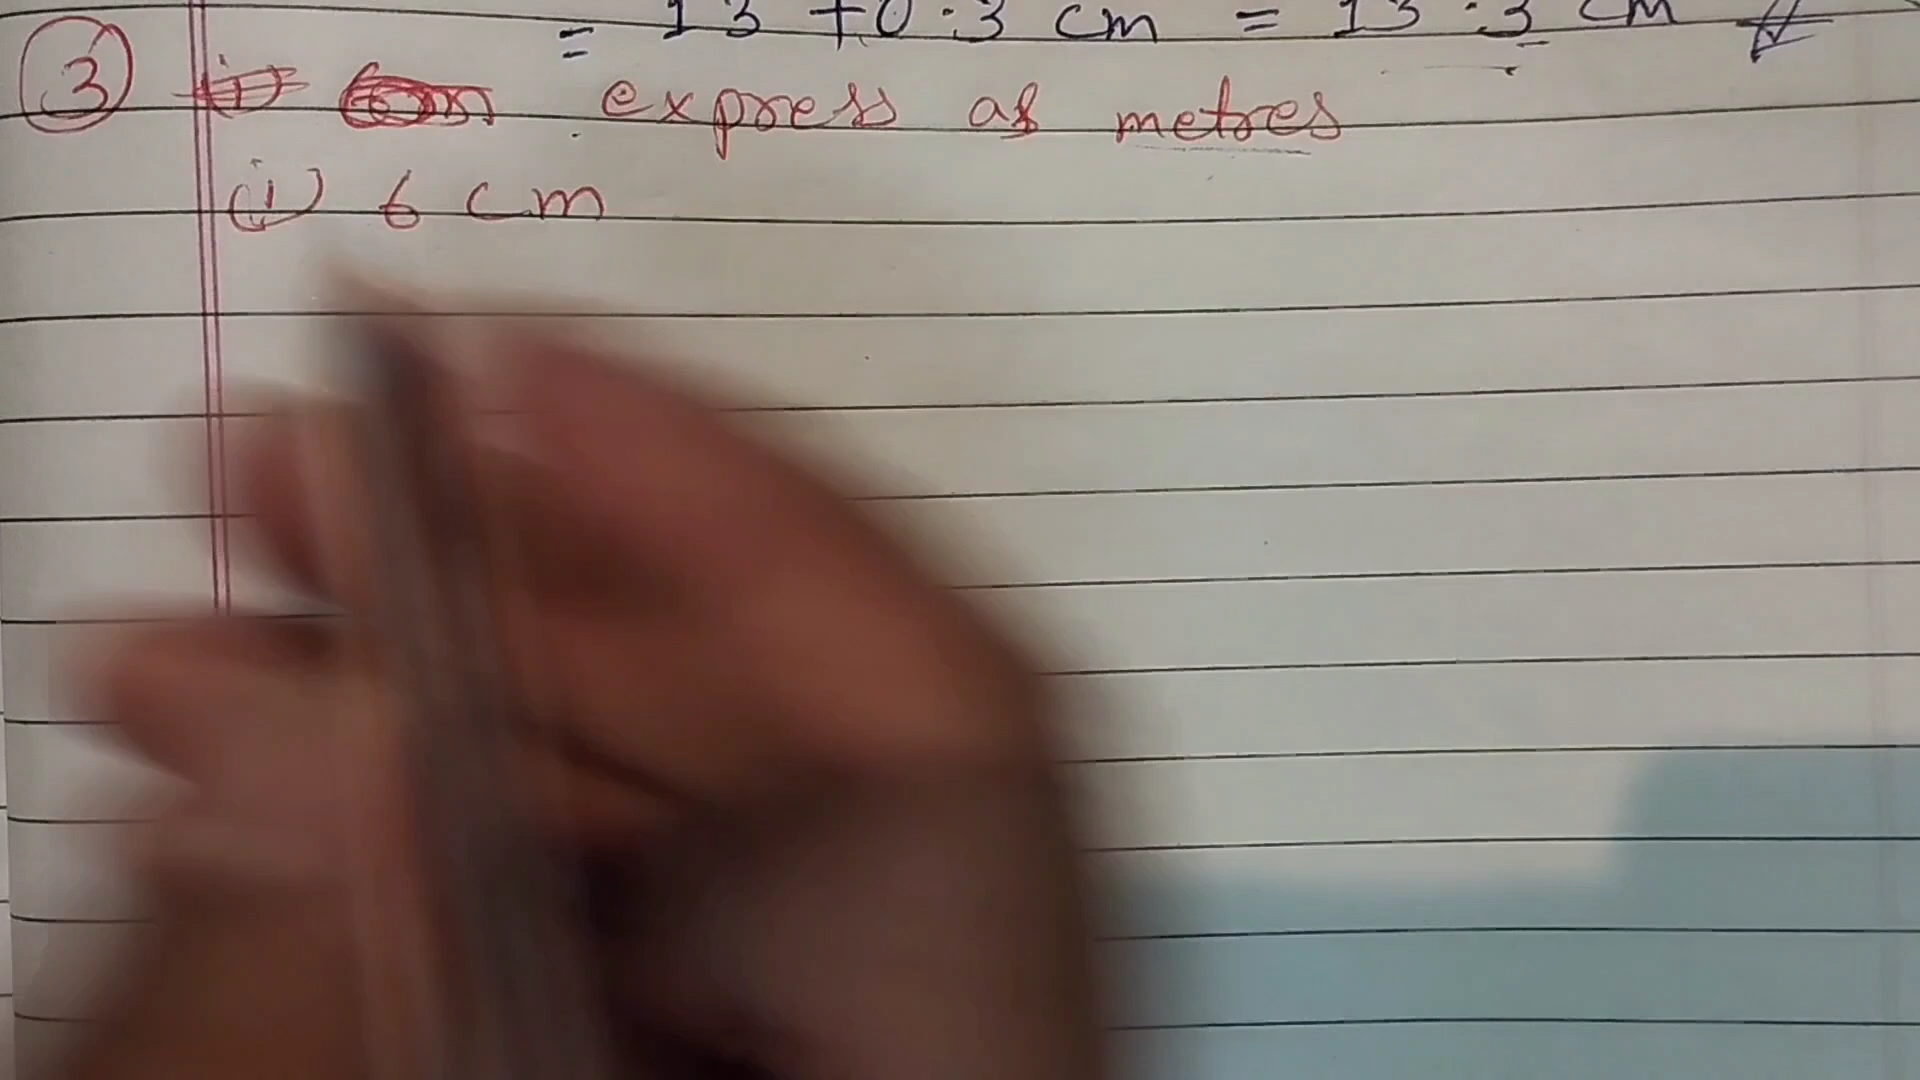 = 13 + 0.3 cm = 13.3 cm
3 express as metres
(i) 6 cm